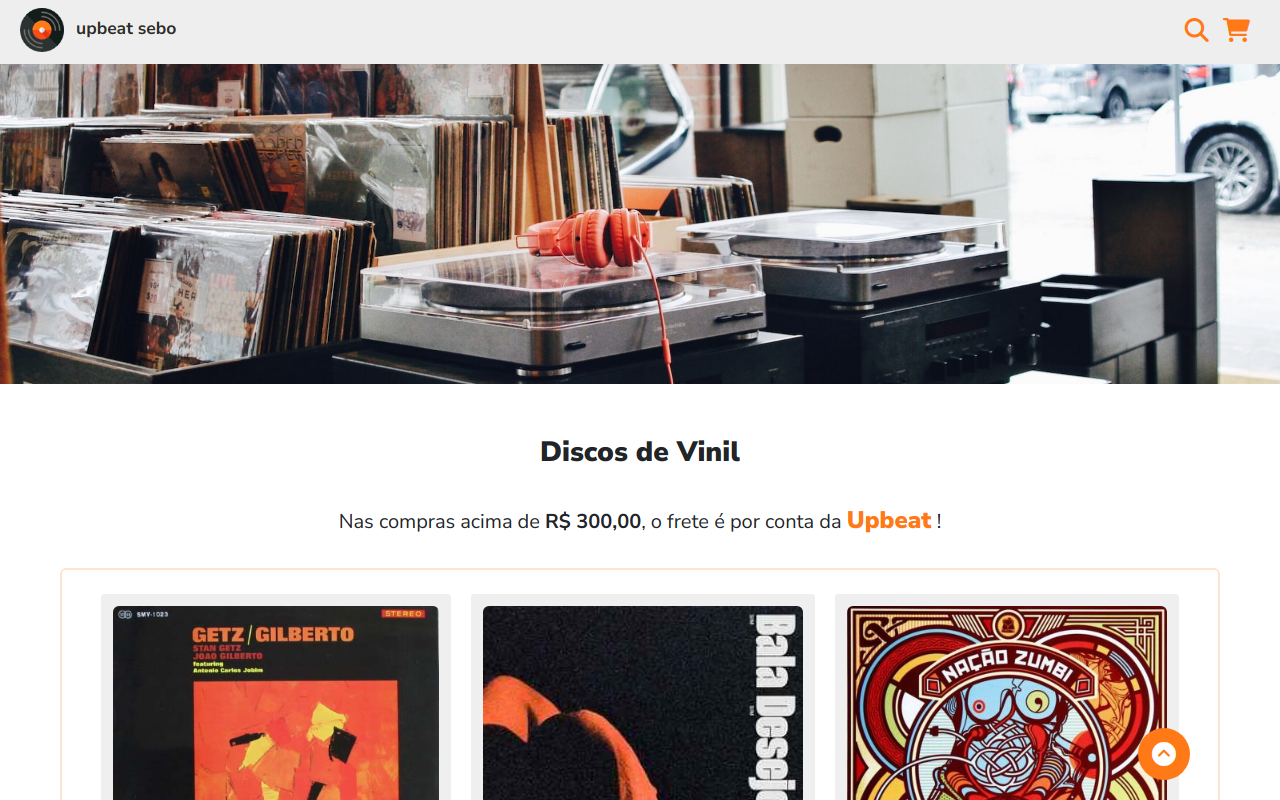 upbeat sebo
Discos de Vinil
Nas compras acima de R$ 300,00, o frete é por conta da Upbeat !
SMV-1023
STEREO
GETZ/GILBERTO
STAN GETZ
JOAO GILBERTO
featuring
Antonio Carlos Jobim
Bala Desejo
NAÇÃO ZUMBI